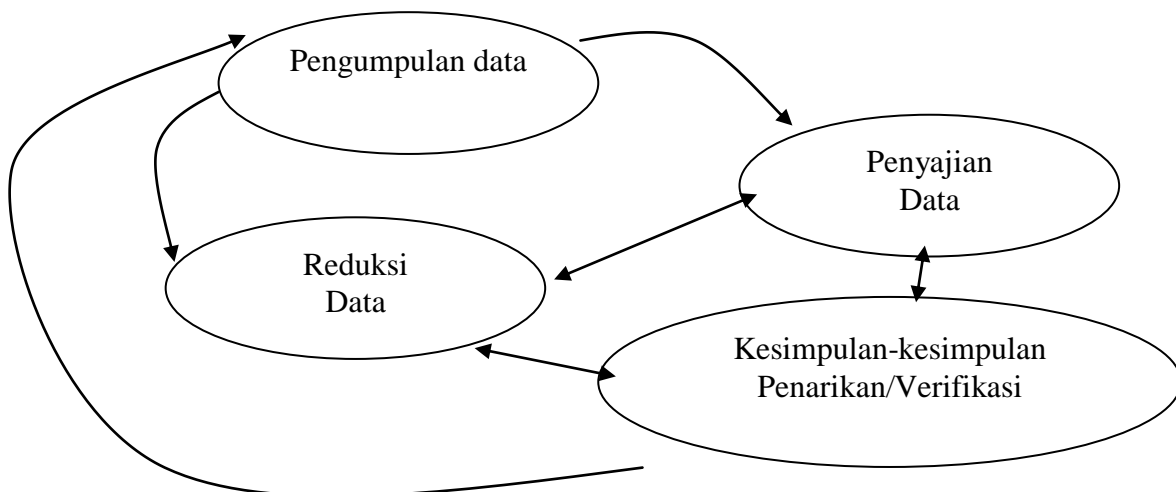 Pengumpulan data
Penyajian
Data
Reduksi
Data
Kesimpulan-kesimpulan
Penarikan/Verifikasi